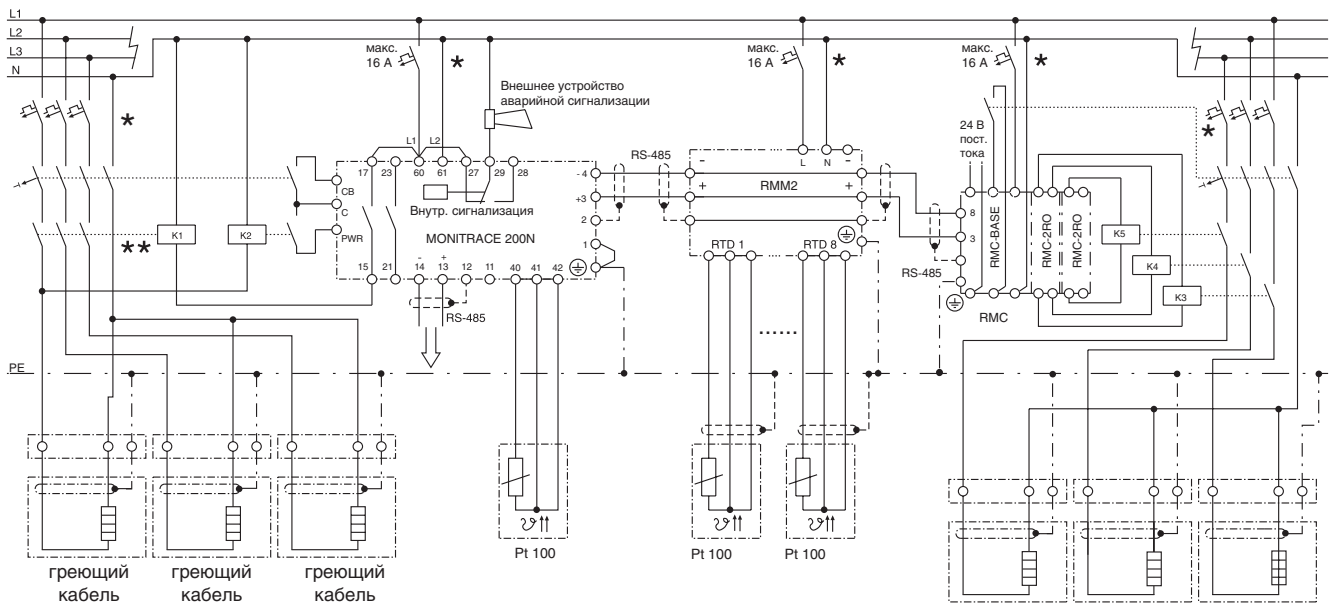 L1
L2
L3
N
макс.
16 А
*
Внешнее устройство
аварийной сигнализации
макс.
16 А
*
макс.
16 А
*
*
*
24 В
пост.
тока
L1
L2
RS-485
L
N
-
17
23
60
61
27
29
28
- 4
-
-
CB
C
PWR
Внутр. сигнализация
+3
+
RMM2
+
MONITRACE 200N
2
1
8
3
RMC-BASE
RMC-2RO
RMC-2RO
**
K1
K2
K5
K4
K3
RTD 1
RTD 8
RS-485
RMC
-
+
15
21
14
13
12
11
40
41
42
RS-485
......
PE
ϑ
ϑ
ϑ
Pt 100
Pt 100
Pt 100
греющий
кабель
греющий
кабель
греющий
кабель